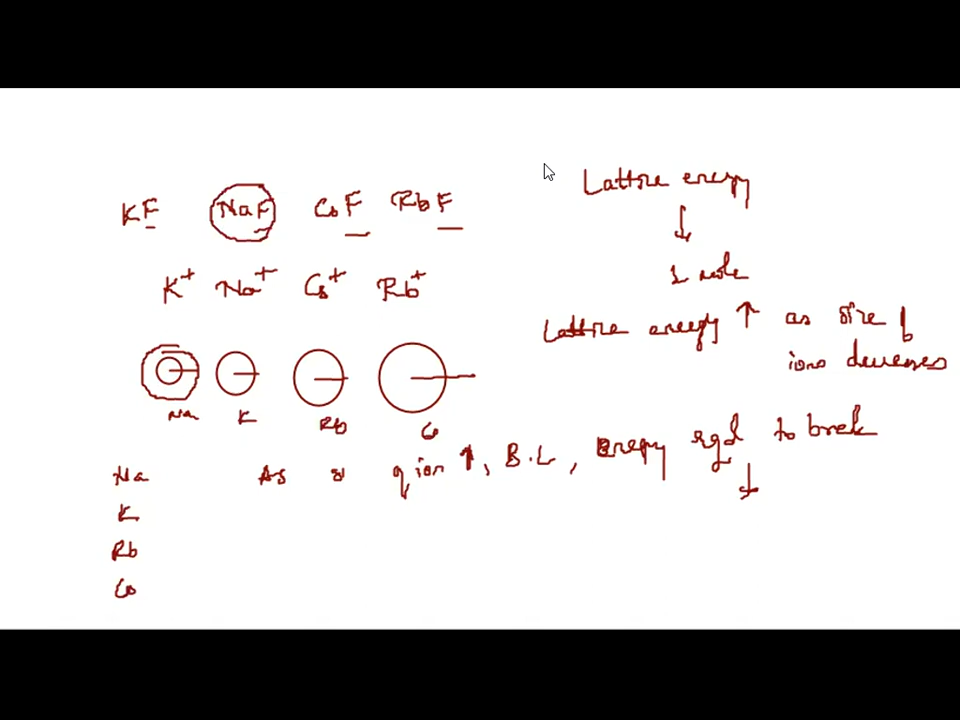 KF NaF CsF RbF
K+ Na+ Cs+ Rb+
Na K Rb Cs
Na
K
Rb
Cs
Lattice energy
↓
1 mole
Lattice energy ↑ as size of
ions decreases
As of ion ↑, B.L, Energy rqd to break
↓